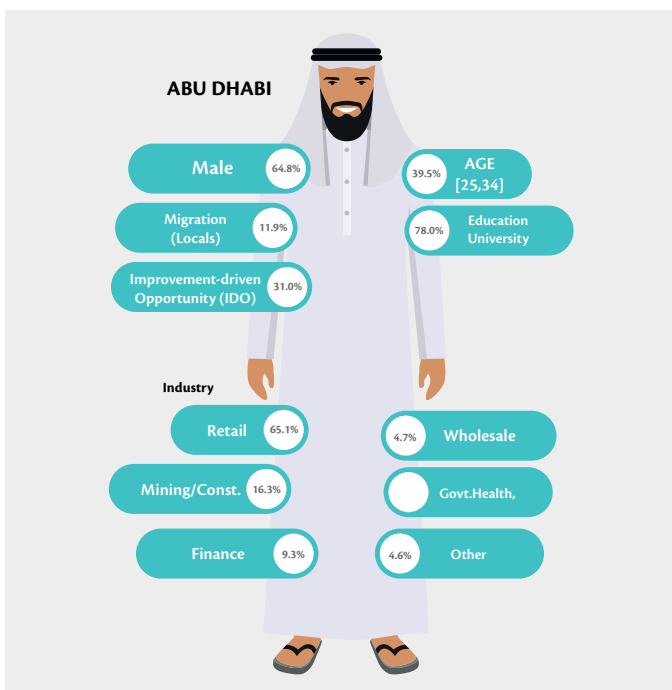 ABU DHABI
Male
64.8%
39.5%
AGE
[25,34]
Migration
(Locals)
11.9%
78.0%
Education
University
Improvement-driven
Opportunity (IDO)
31.0%
Industry
Retail
65.1%
4.7%
Wholesale
Mining/Const.
16.3%
Govt.Health,
Finance
9.3%
4.6%
Other